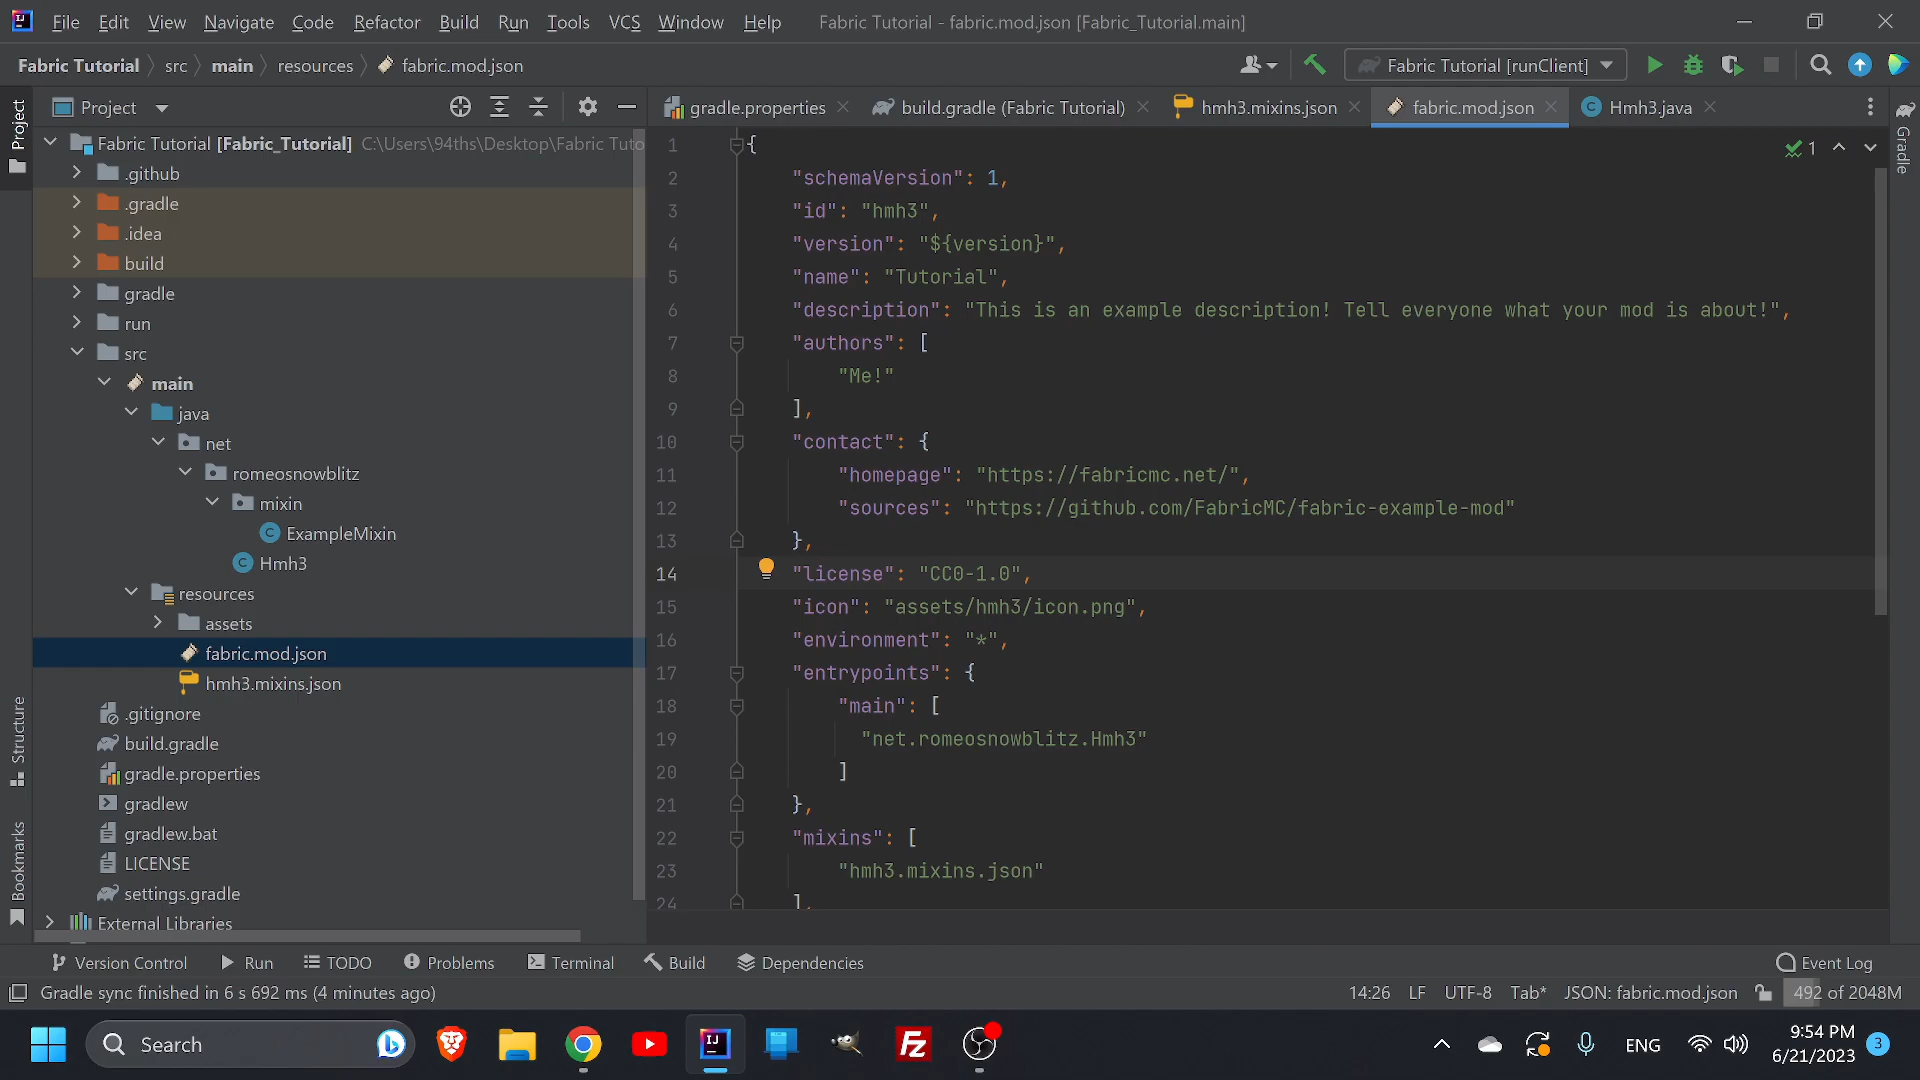 File Edit View Navigate Code Refactor Build Run Tools VCS Window Help Fabric Tutorial - fabric.mod.json [Fabric_Tutorial.main]
Fabric Tutorial src main resources fabric.mod.json Fabric Tutorial [runClient]
Project
Project
gradle.properties build.gradle (Fabric Tutorial) hmh3.mixins.json fabric.mod.json Hmh3.java
Gradle
Fabric Tutorial [Fabric_Tutorial] C:\Users\94ths\Desktop\Fabric Tuto
.github
.gradle
.idea
build
gradle
run
src
main
java
net
romeosnowblitz
mixin
ExampleMixin
Hmh3
resources
assets
fabric.mod.json
hmh3.mixins.json
.gitignore
build.gradle
gradle.properties
gradlew
gradlew.bat
LICENSE
settings.gradle
External Libraries
Structure
Bookmarks
1 {
1
2 "schemaVersion": 1,
3 "id": "hmh3",
4 "version": "${version}",
5 "name": "Tutorial",
6 "description": "This is an example description! Tell everyone what your mod is about!",
7 "authors": [
8 "Me!"
9 ],
10 "contact": {
11 "homepage": "https://fabricmc.net/",
12 "sources": "https://github.com/FabricMC/fabric-example-mod"
13 },
14 "license": "CC0-1.0",
15 "icon": "assets/hmh3/icon.png",
16 "environment": "*",
17 "entrypoints": {
18 "main": [
19 "net.romeosnowblitz.Hmh3"
20 ]
21 },
22 "mixins": [
23 "hmh3.mixins.json"
24 ],
Version Control Run TODO Problems Terminal Build Dependencies Event Log
Gradle sync finished in 6 s 692 ms (4 minutes ago) 14:26 LF UTF-8 Tab* JSON: fabric.mod.json 492 of 2048M
Search IJ Fz ENG 9:54 PM
6/21/2023 3